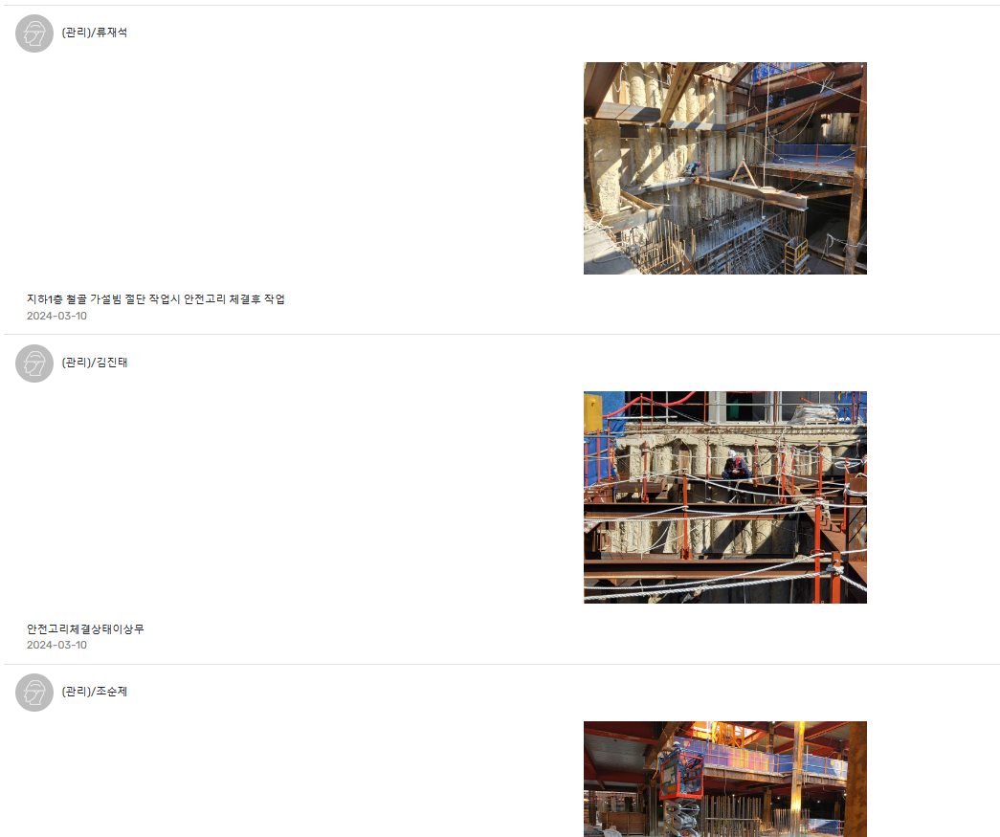 (관리)/류재석
지하1층 철골 가설빔 절단 작업시 안전고리 체결후 작업
2024-03-10
(관리)/김진태
안전고리체결상태이상무
2024-03-10
(관리)/조순제